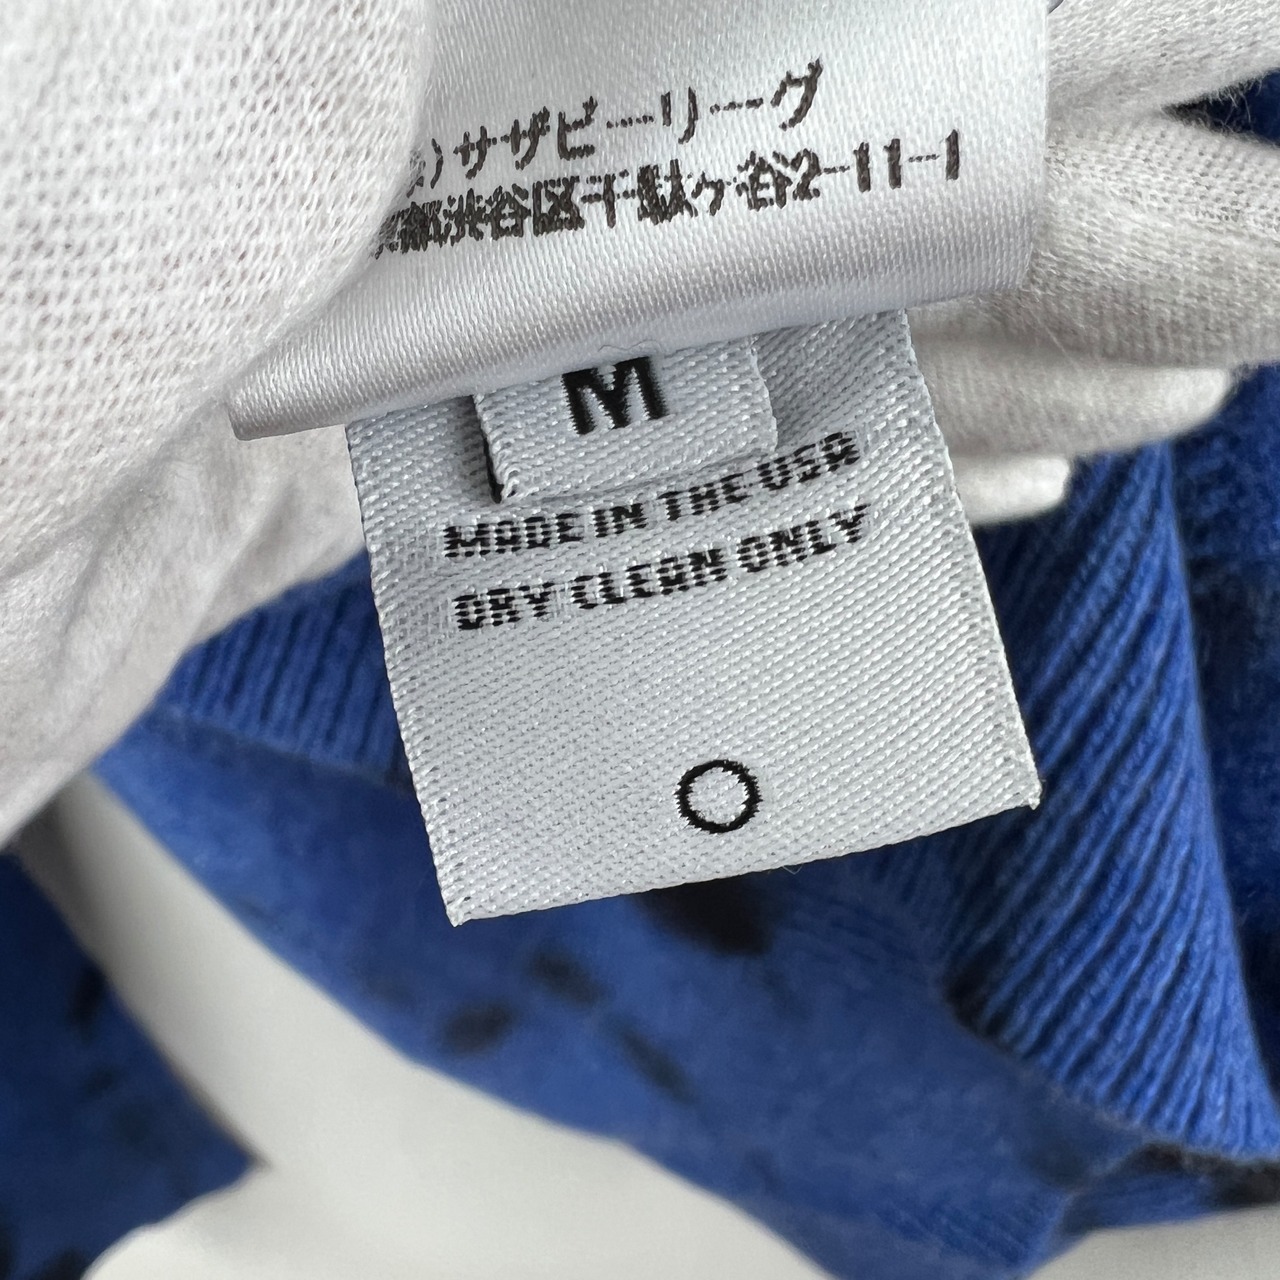 )サザビーリーグ
都渋谷区千駄ヶ谷2-11-1
M
MADE IN THE USA
DRY CLEAN ONLY